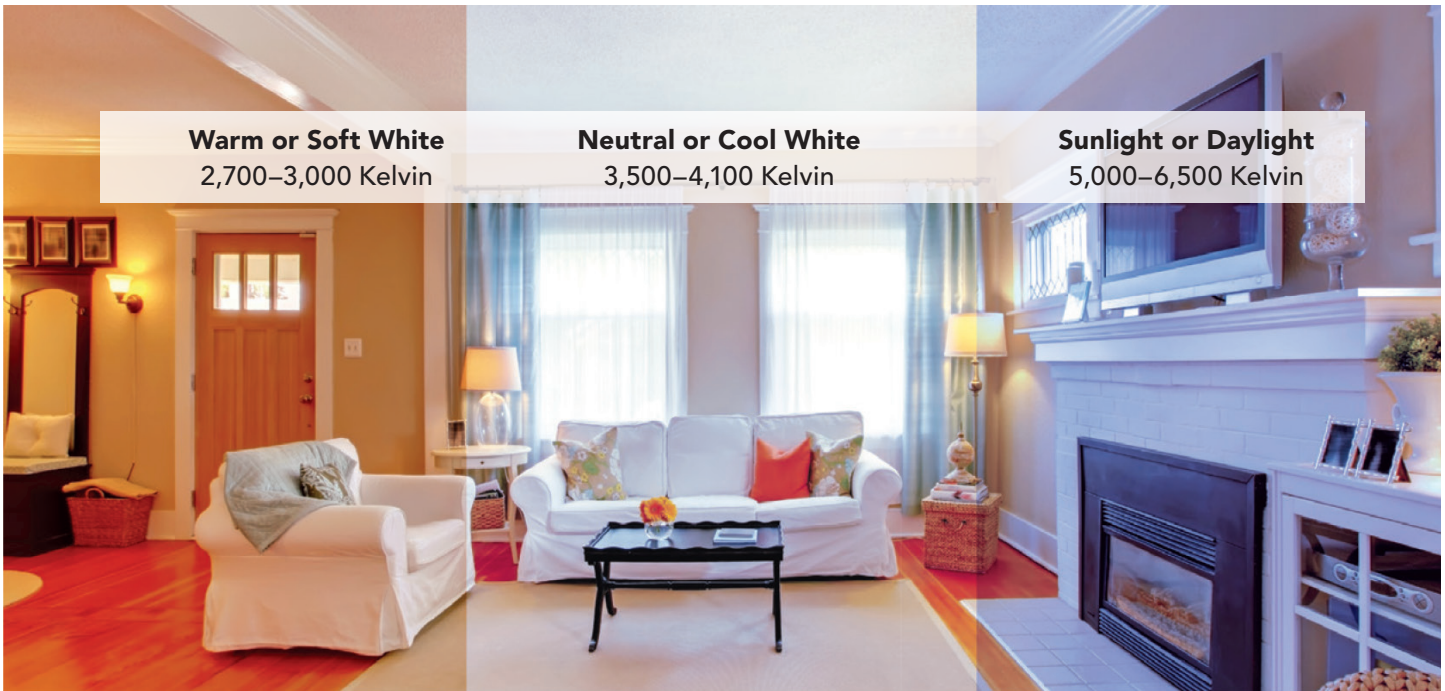 Warm or Soft White
2,700–3,000 Kelvin
Neutral or Cool White
3,500–4,100 Kelvin
Sunlight or Daylight
5,000–6,500 Kelvin